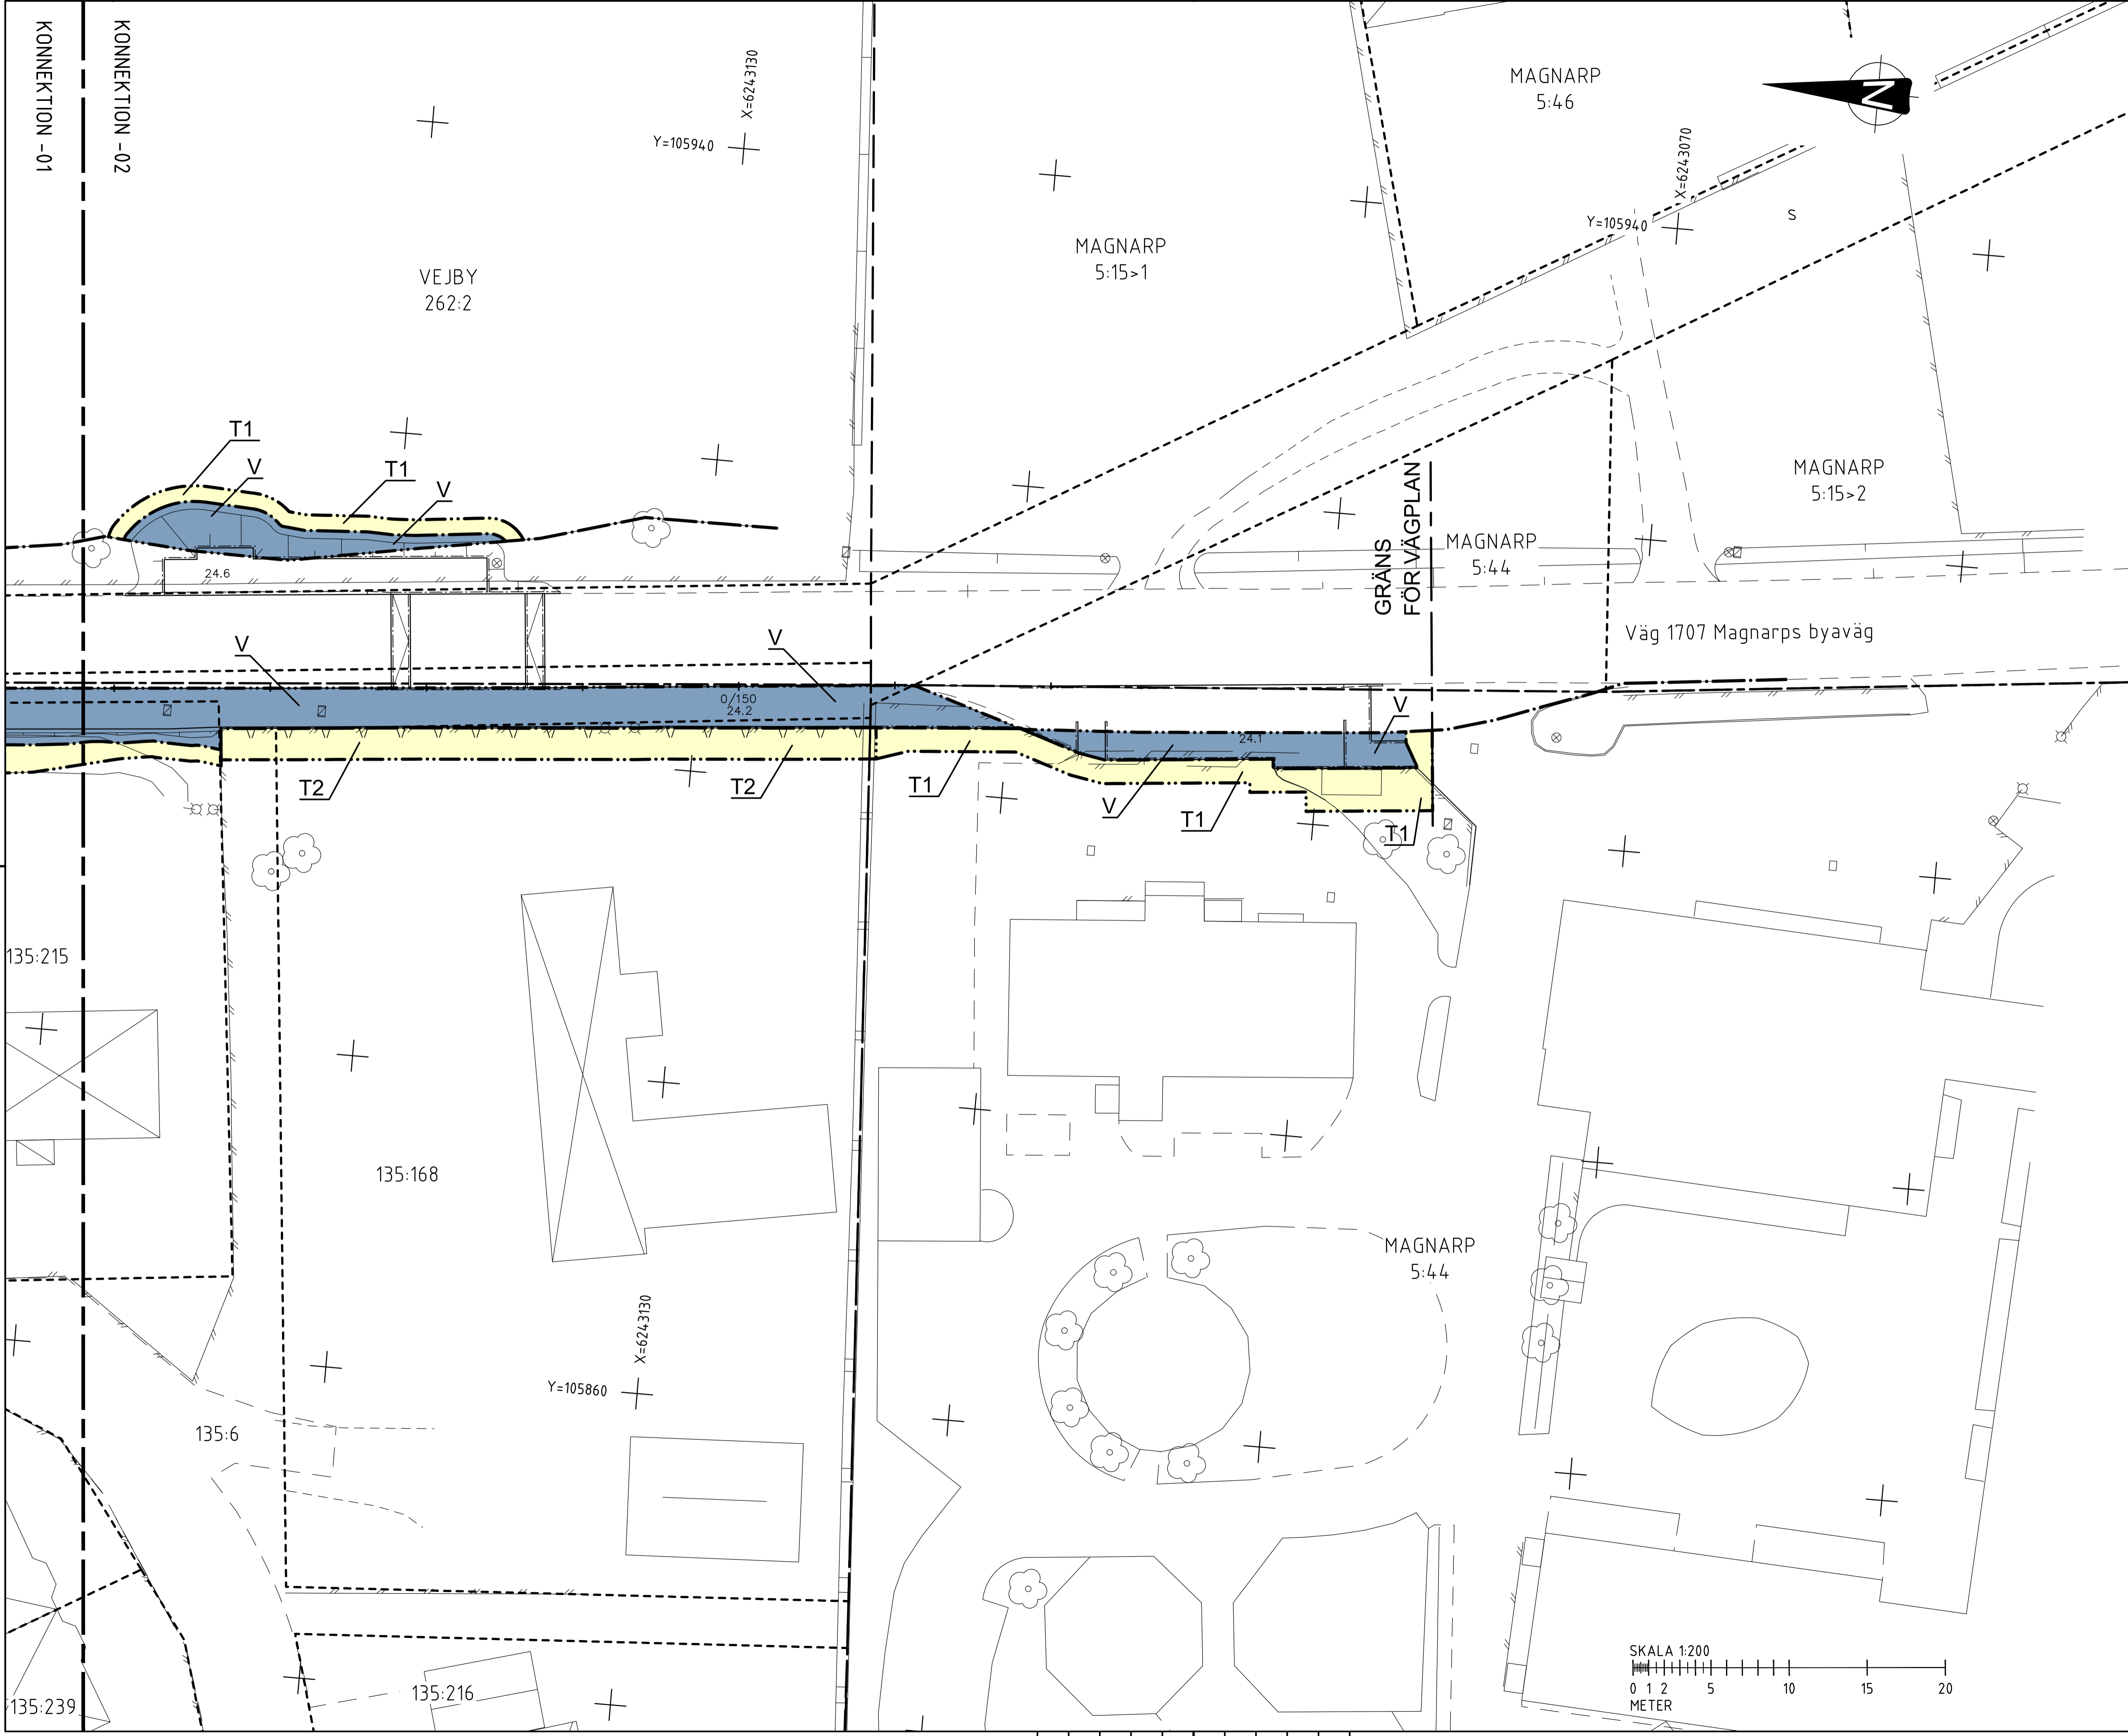 KONNEKTION -01
KONNEKTION -02
X=6243130
Y=105940
MAGNARP
5:46
N
X=6243070
Y=105940
S
MAGNARP
5:15>1
VEJBY
262:2
T1
V
T1
V
MAGNARP
5:15>2
GRÄNS
FÖR VÄGPLAN
MAGNARP
5:44
24.6
Väg 1707 Magnarps byaväg
V
V
0/150
24.2
24.1
V
T2
T2
T1
V
T1
T1
135:215
135:168
MAGNARP
5:44
X=6243130
Y=105860
135:6
135:239
135:216
SKALA 1:200
0 1 2 5 10 15 20
METER